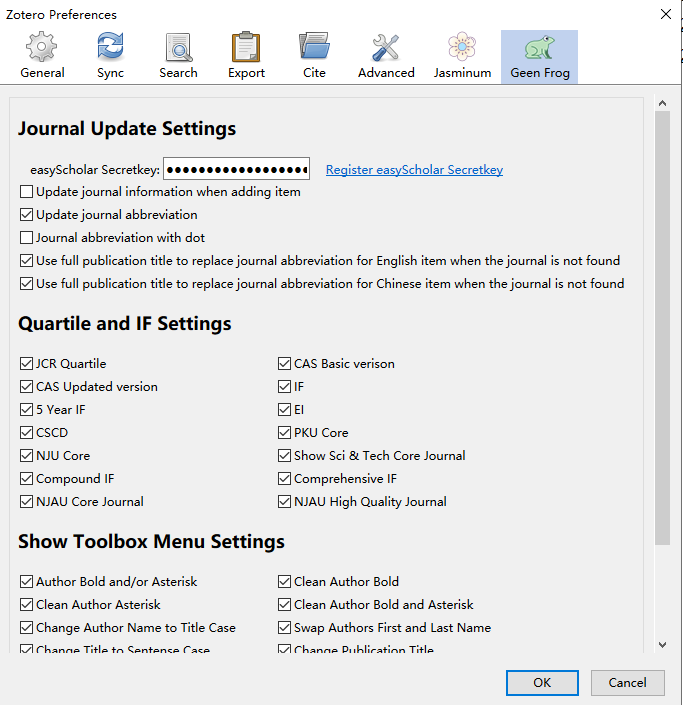 Zotero Preferences
General Sync Search Export Cite Advanced Jasminum Geen Frog
Journal Update Settings
easyScholar Secretkey: ●●●●●●●●●●●●●●●●●● Register easyScholar Secretkey
Update journal information when adding item
Update journal abbreviation
Journal abbreviation with dot
Use full publication title to replace journal abbreviation for English item when the journal is not found
Use full publication title to replace journal abbreviation for Chinese item when the journal is not found
Quartile and IF Settings
JCR Quartile CAS Basic verison
CAS Updated version IF
5 Year IF EI
CSCD PKU Core
NJU Core Show Sci & Tech Core Journal
Compound IF Comprehensive IF
NJAU Core Journal NJAU High Quality Journal
Show Toolbox Menu Settings
Author Bold and/or Asterisk Clean Author Bold
Clean Author Asterisk Clean Author Bold and Asterisk
Change Author Name to Title Case Swap Authors First and Last Name
Change Title to Sentense Case Change Publication Title
OK Cancel